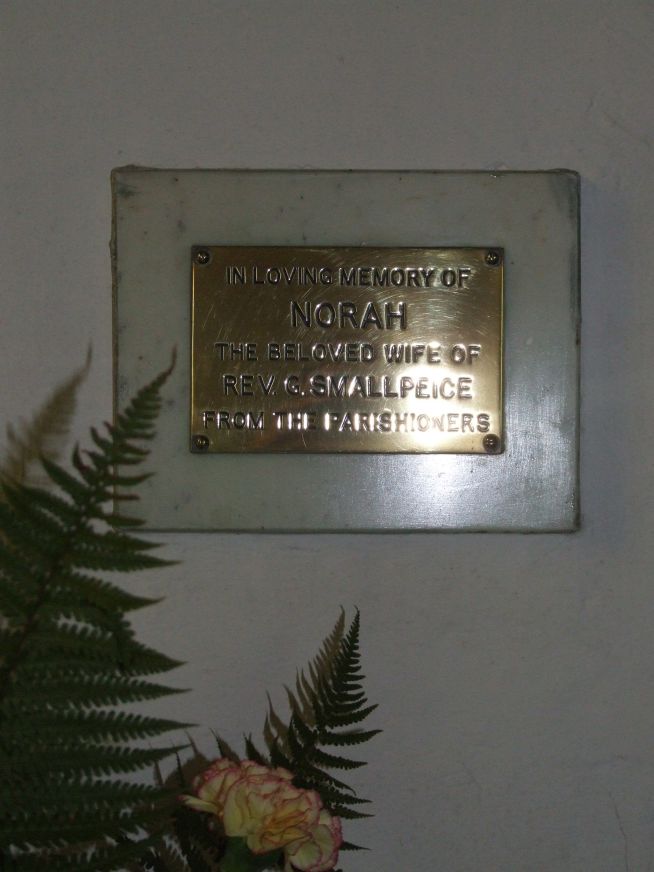 IN LOVING MEMORY OF
NORAH
THE BELOVED WIFE OF
REV. G. SMALLPEICE
FROM THE PARISHIONERS